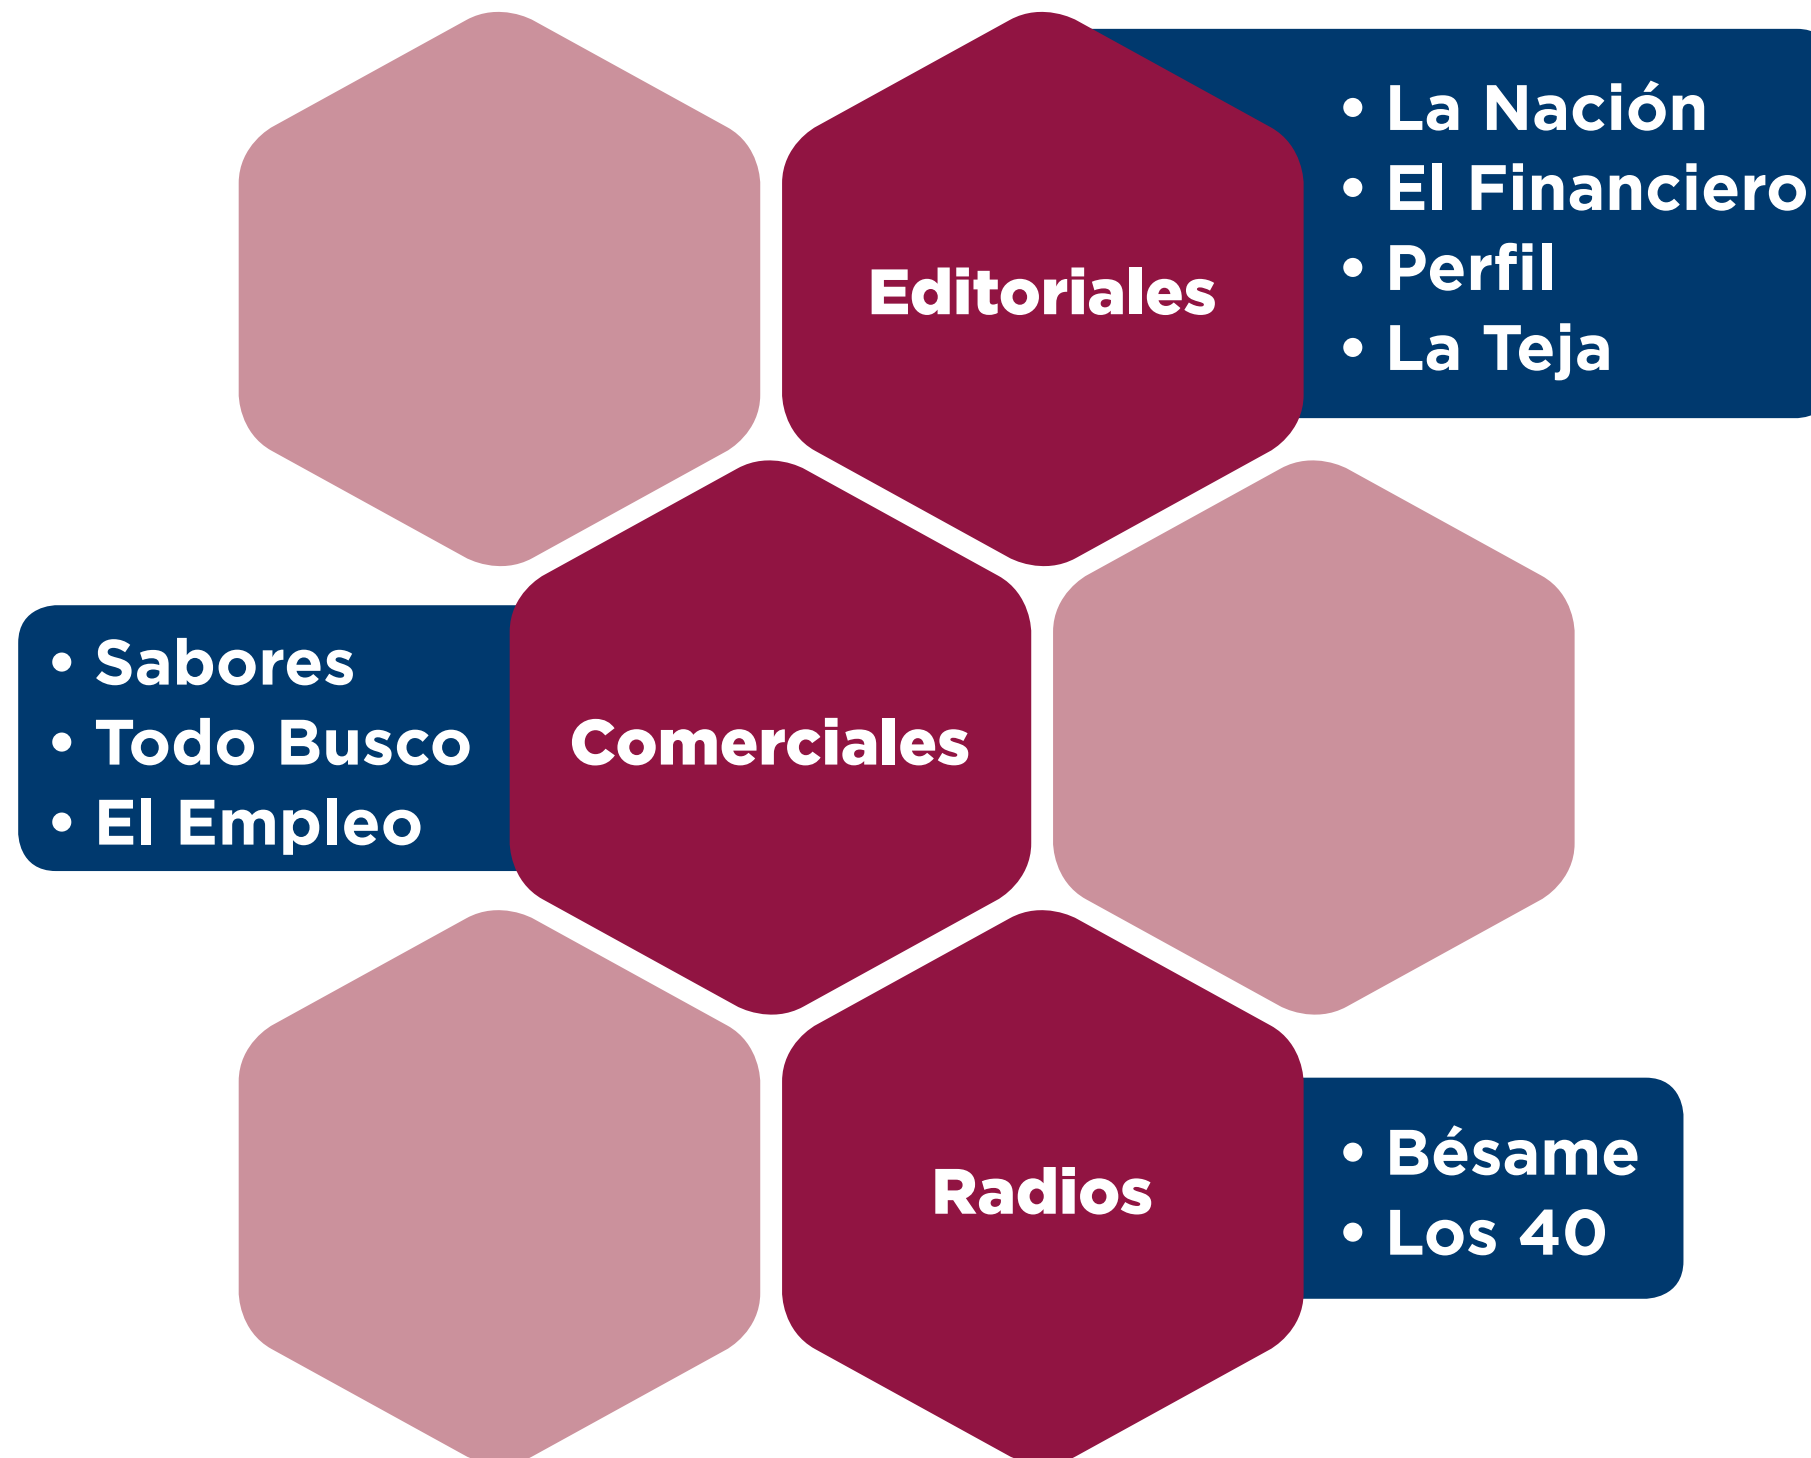 Editoriales
• La Nación
• El Financiero
• Perfil
• La Teja
• Sabores
• Todo Busco
• El Empleo
Comerciales
Radios
• Bésame
• Los 40